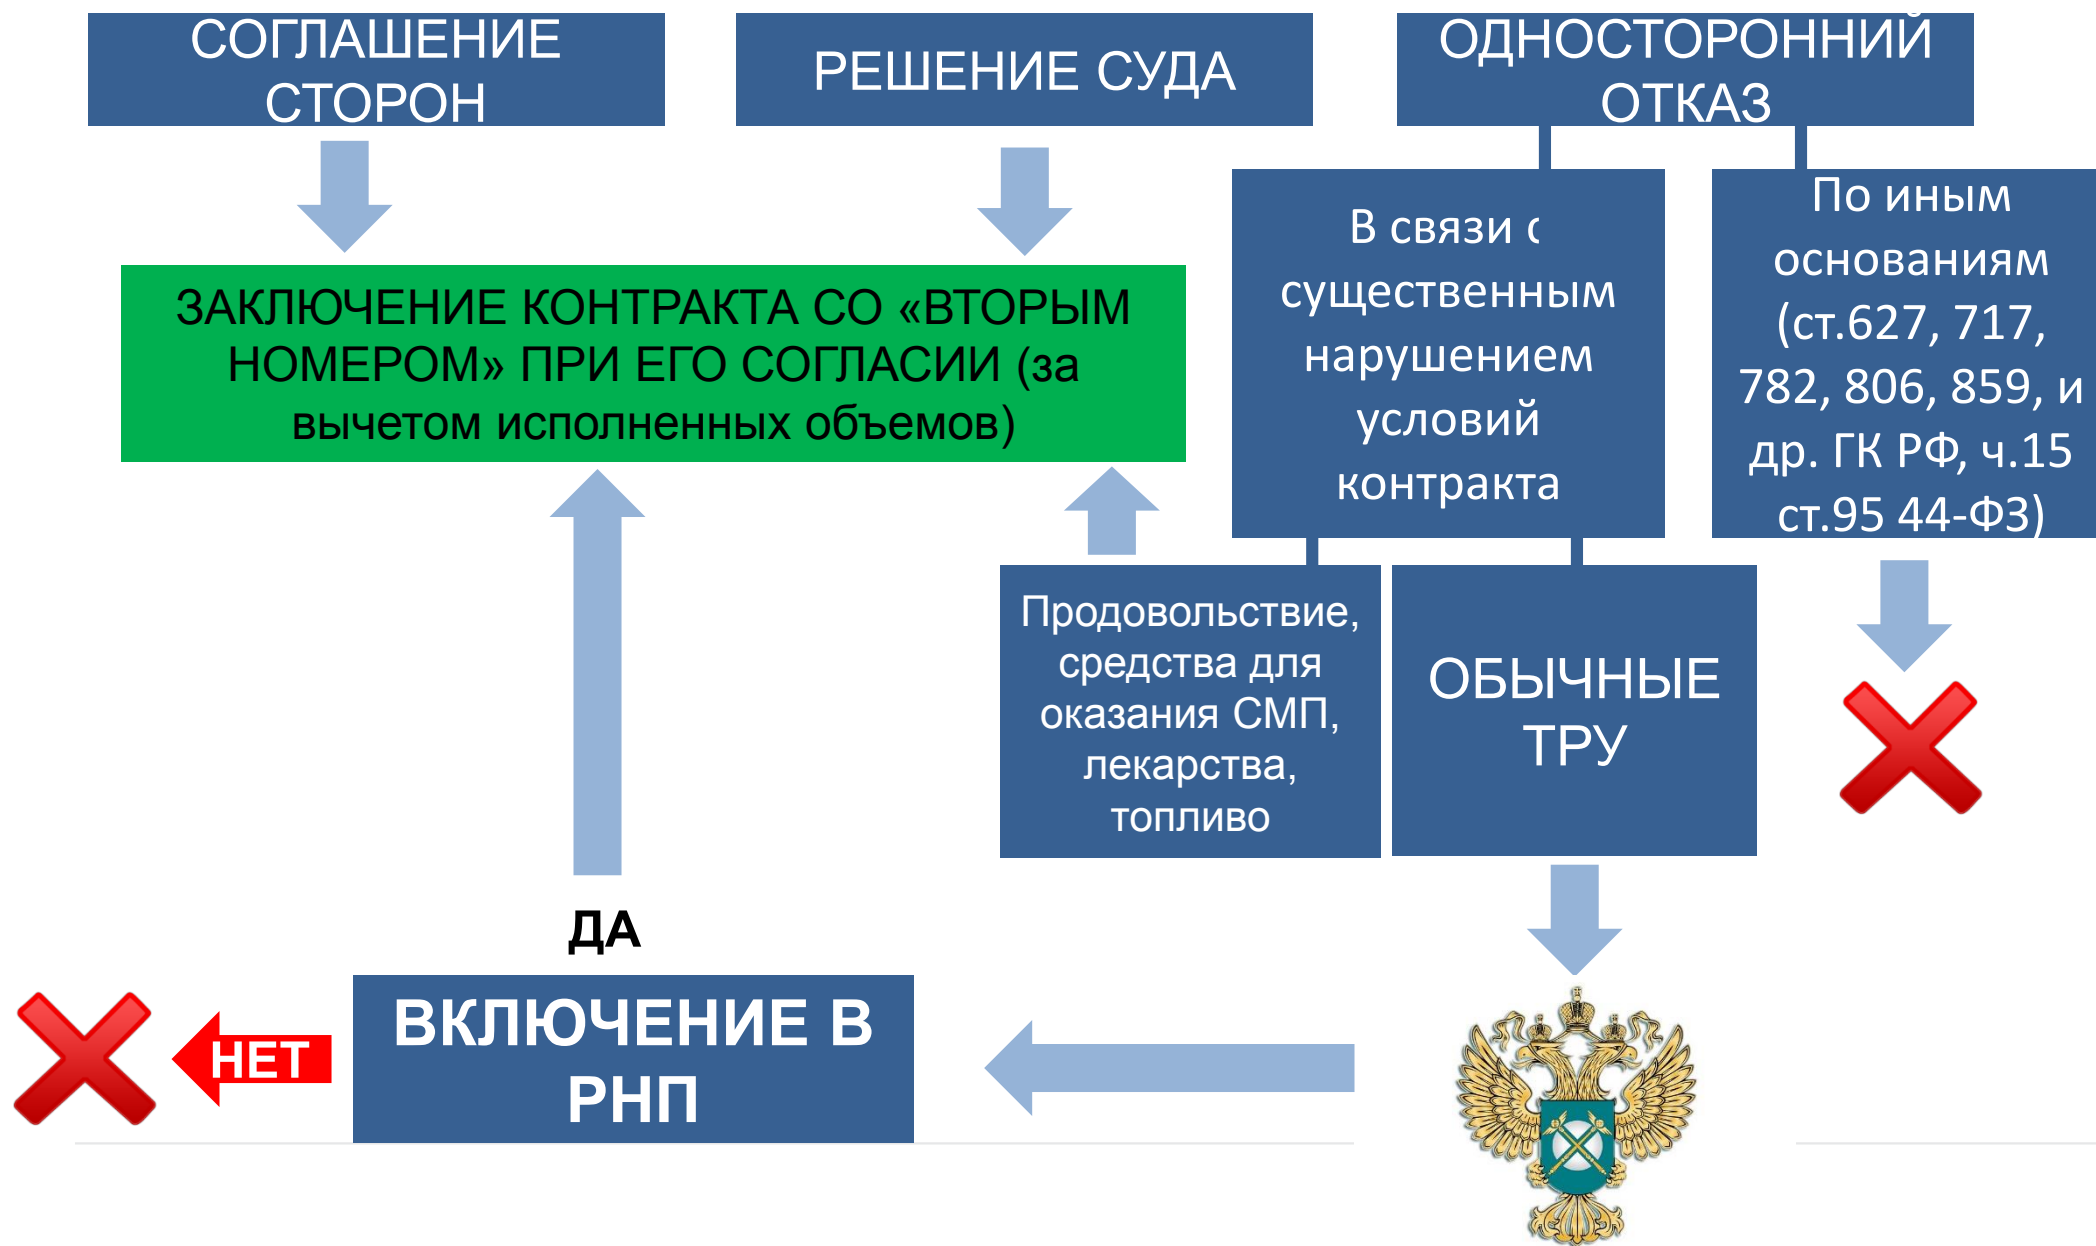 СОГЛАШЕНИЕ
СТОРОН
РЕШЕНИЕ СУДА
ОДНОСТОРОННИЙ
ОТКАЗ
ЗАКЛЮЧЕНИЕ КОНТРАКТА СО «ВТОРЫМ
НОМЕРОМ» ПРИ ЕГО СОГЛАСИИ (за
вычетом исполненных объемов)
В связи с
существенным
нарушением
условий
контракта
По иным
основаниям
(ст.627, 717,
782, 806, 859, и
др. ГК РФ, ч.15
ст.95 44-ФЗ)
Продовольствие,
средства для
оказания СМП,
лекарства,
топливо
ОБЫЧНЫЕ
ТРУ
ДА
ВКЛЮЧЕНИЕ В
РНП
НЕТ